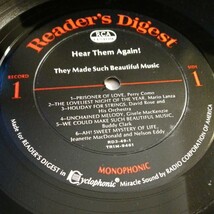 Reader's Digest
RCA
Hear Them Again!
They Made Such Beautiful Music
RECORD
1
SIDE
1
1—PRISONER OF LOVE, Perry Como
2—THE LOVELIEST NIGHT OF THE YEAR, Mario Lanza
3—HOLIDAY FOR STRINGS, David Rose and
His Orchestra
4—UNCHAINED MELODY, Gisele MacKenzie
5—WE COULD MAKE SUCH BEAUTIFUL MUSIC,
Buddy Clark
6—AH! SWEET MYSTERY OF LIFE,
Jeanette MacDonald and Nelson Eddy
RD3-49-1
MONOPHONIC
Made for READER'S DIGEST in Dynaphonic Miracle Sound by RADIO CORPORATION OF AMERICA